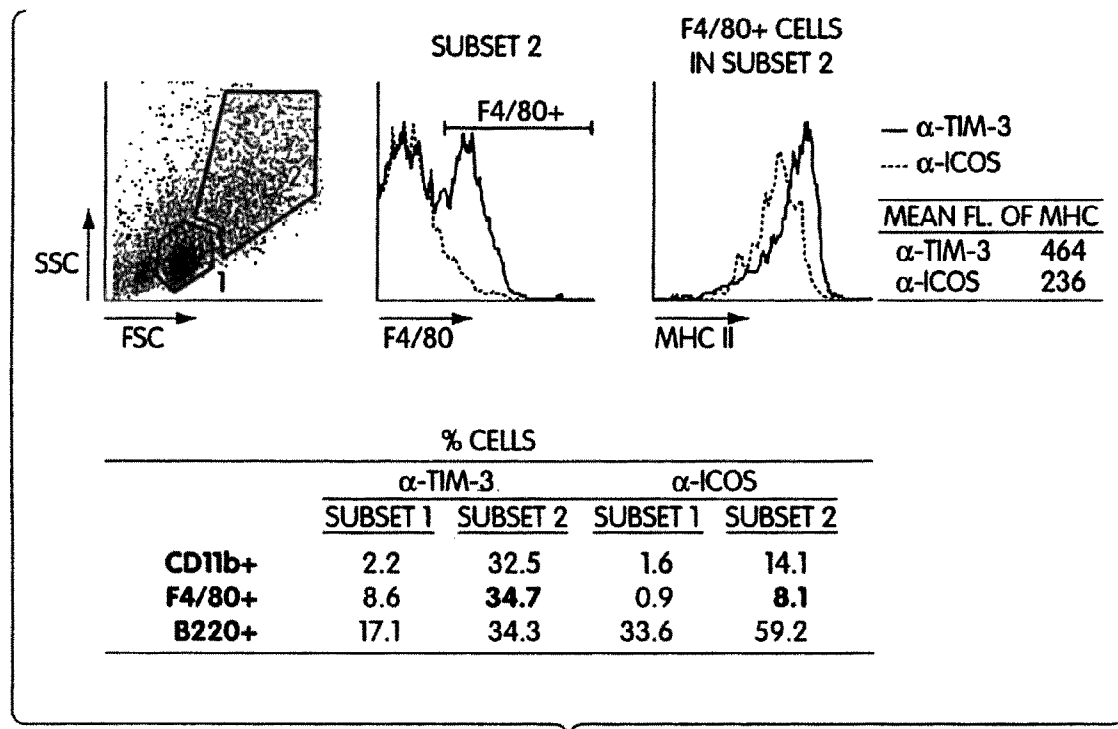 SUBSET 2
F4/80+ CELLS
IN SUBSET 2
SSC
FSC
1
2
F4/80+
F4/80
MHC II
α-TIM-3
α-ICOS
MEAN FL. OF MHC
α-TIM-3 464
α-ICOS 236
% CELLS
α-TIM-3. α-ICOS
SUBSET 1 SUBSET 2 SUBSET 1 SUBSET 2
CD11b+ 2.2 32.5 1.6 14.1
F4/80+ 8.6 34.7 0.9 8.1
B220+ 17.1 34.3 33.6 59.2